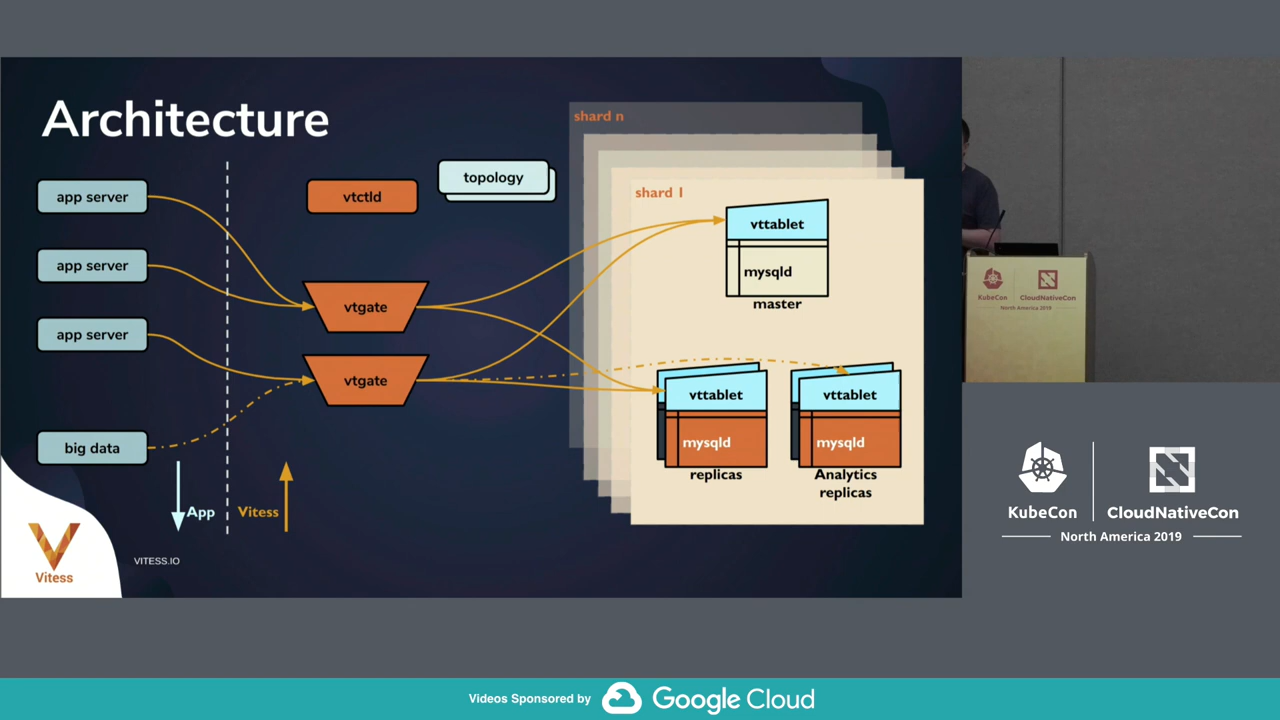 Architecture
shard n
topology
app server
vtctld
shard 1
vttablet
app server
mysqld
vtgate
master
app server
vtgate
vttablet
vttablet
big data
mysqld
mysqld
replicas
Analytics
replicas
App
Vitess
Vitess
VITESS.IO
KubeCon
CloudNativeCon
North America 2019
KubeCon
CloudNativeCon
North America 2019
Videos Sponsored by
Google Cloud